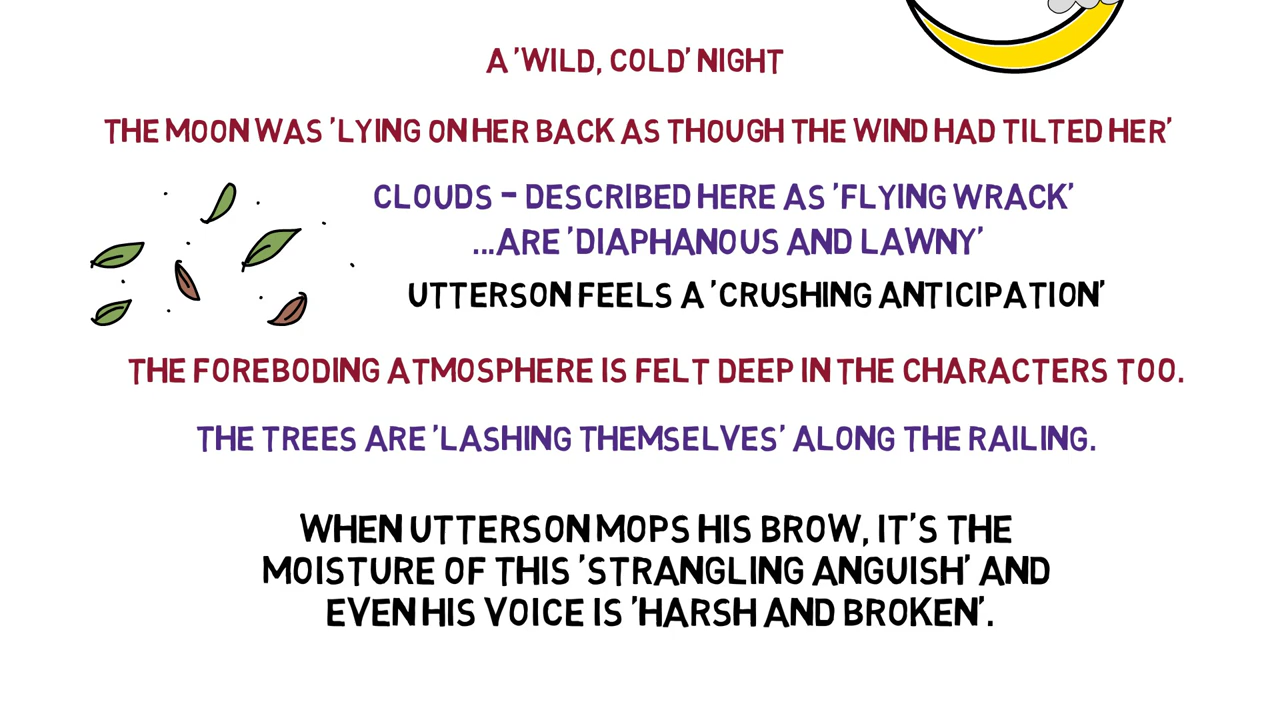 A 'WILD, COLD' NIGHT
THE MOON WAS 'LYING ON HER BACK AS THOUGH THE WIND HAD TILTED HER'
CLOUDS – DESCRIBED HERE AS 'FLYING WRACK'
...ARE 'DIAPHANOUS AND LAWNY'
UTTERSON FEELS A 'CRUSHING ANTICIPATION'
THE FOREBODING ATMOSPHERE IS FELT DEEP IN THE CHARACTERS TOO.
THE TREES ARE 'LASHING THEMSELVES' ALONG THE RAILING.
WHEN UTTERSON MOPS HIS BROW, IT'S THE
MOISTURE OF THIS 'STRANGLING ANGUISH' AND
EVEN HIS VOICE IS 'HARSH AND BROKEN'.